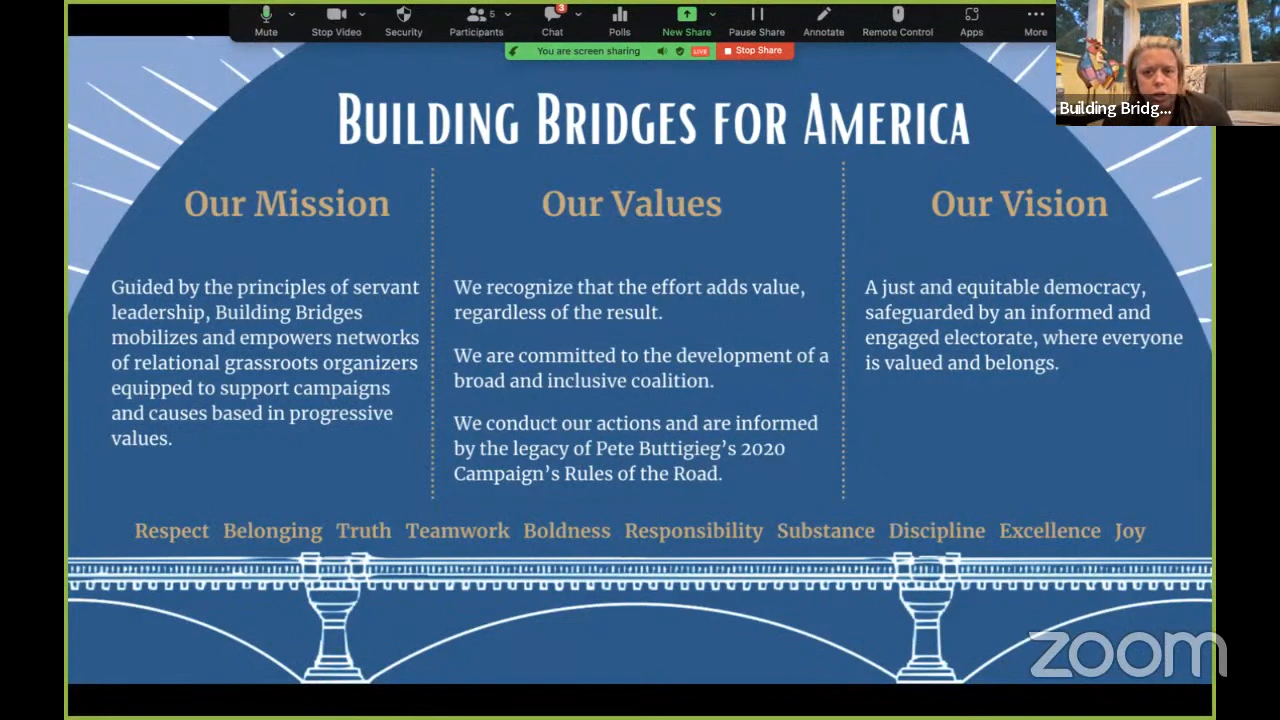 Mute
Stop Video
Security
Participants
5
Chat
3
Polls
New Share
Pause Share
Annotate
Remote Control
Apps
More
You are screen sharing
LIVE
Stop Share
Building Bridg...
BUILDING BRIDGES FOR AMERICA
Our Mission
Guided by the principles of servant
leadership, Building Bridges
mobilizes and empowers networks
of relational grassroots organizers
equipped to support campaigns
and causes based in progressive
values.
Our Values
We recognize that the effort adds value,
regardless of the result.
We are committed to the development of a
broad and inclusive coalition.
We conduct our actions and are informed
by the legacy of Pete Buttigieg's 2020
Campaign's Rules of the Road.
Our Vision
A just and equitable democracy,
safeguarded by an informed and
engaged electorate, where everyone
is valued and belongs.
Respect Belonging Truth Teamwork Boldness Responsibility Substance Discipline Excellence Joy
zoom